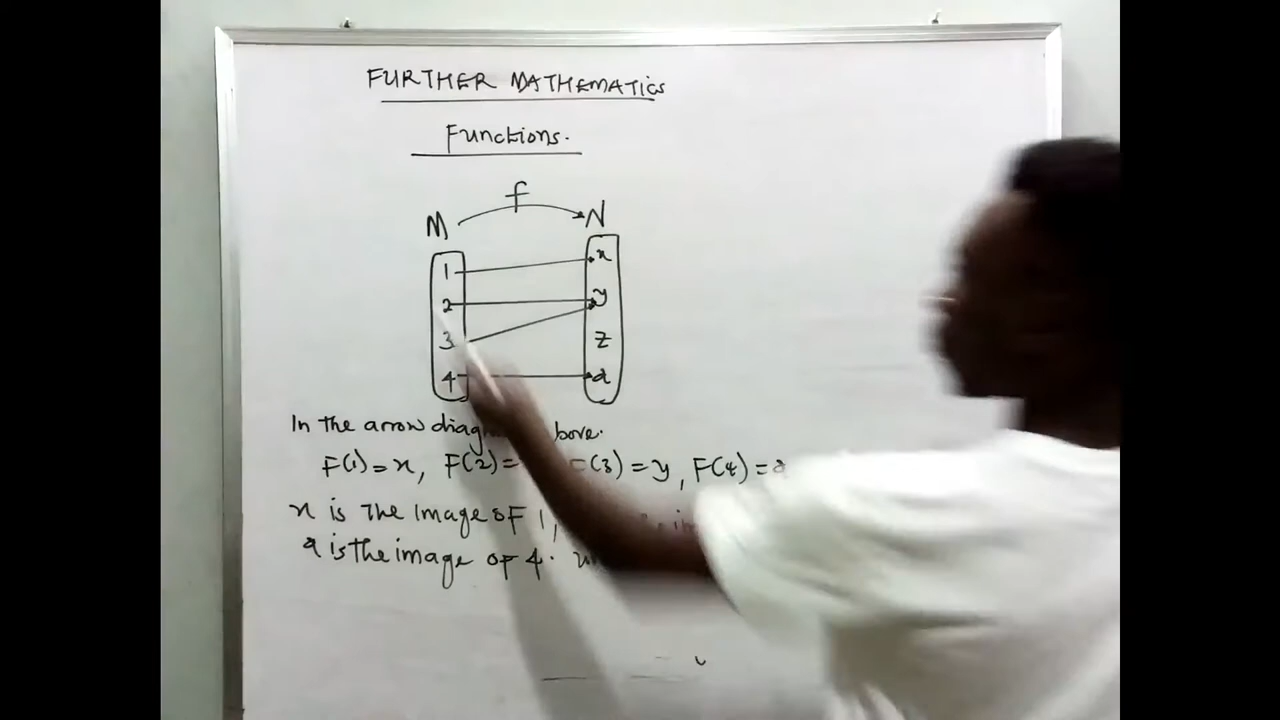 FURTHER MATHEMATICS
Functions.
f
M N
1 x
2 y
3 z
4 a
In the arrow above.
F(1) = x, F(2) = F(3) = y, F(4) = a
x is the image of 1,
a is the image of 4.